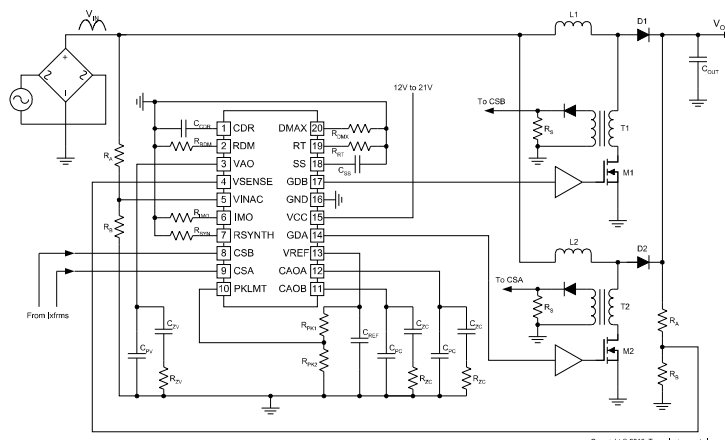 VIN
L1
D1
VO
COUT
12V to 21V
To CSB
RS
T1
M1
CCDR
1 CDR DMAX 20
RDMX
RRDM
2 RDM RT 19
RRT
3 VAO SS 18
CSS
RA
4 VSENSE GDB 17
5 VINAC GND 16
RIMO
6 IMO VCC 15
RB
RSYN
7 RSYNTH GDA 14
8 CSB VREF 13
9 CSA CAOA 12
10 PKLMT CAOB 11
From Ixfrms
L2
D2
To CSA
RS
T2
M2
CZV
CPV
RZV
RPK1
RPK2
CREF
CPC
CZC
RZC
CPC
CZC
RZC
RA
RB